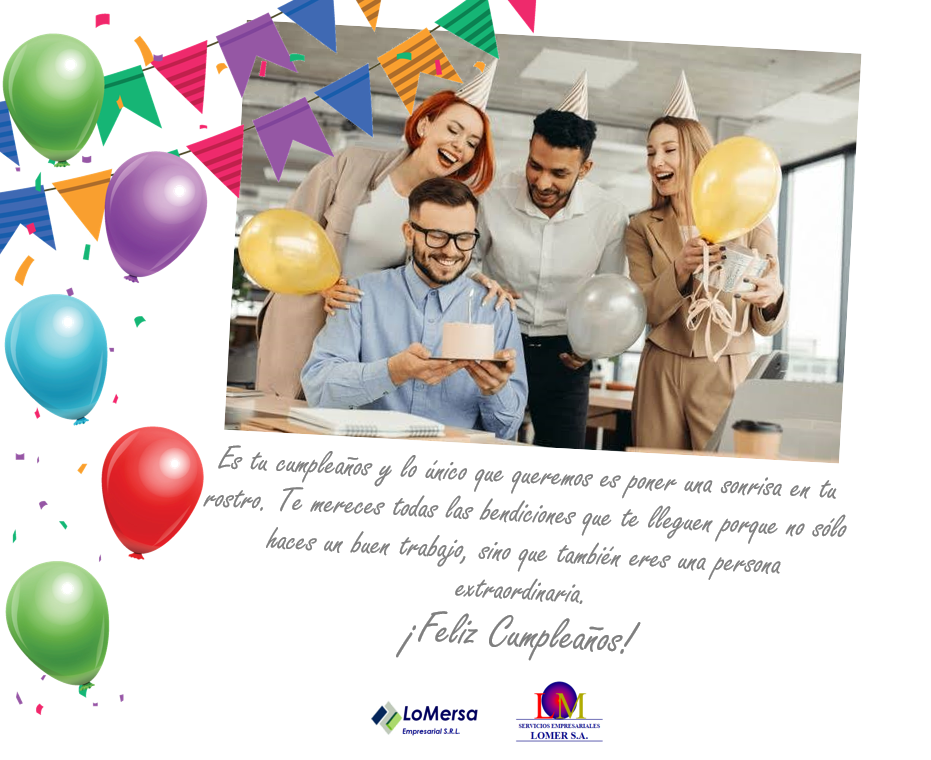 Es tu cumpleaños y lo único que queremos es poner una sonrisa en tu
rostro. Te mereces todas las bendiciones que te lleguen porque no sólo
haces un buen trabajo, sino que también eres una persona
extraordinaria.
¡Feliz Cumpleaños!
LoMersa
Empresarial S.R.L.
LM
SERVICIOS EMPRESARIALES
LOMER S.A.